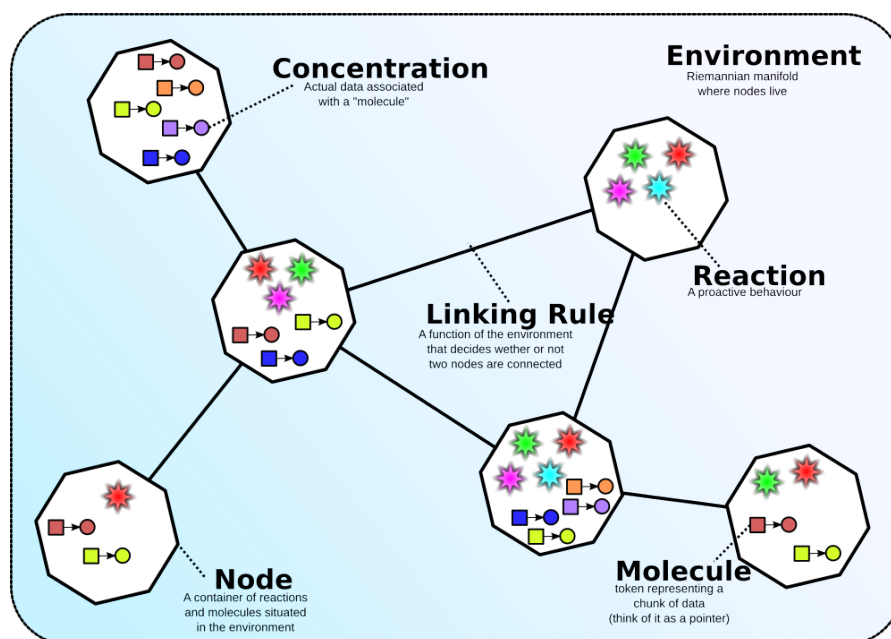 Concentration
Actual data associated
with a "molecule"
Environment
Riemannian manifold
where nodes live
Reaction
A proactive behaviour
Linking Rule
A function of the environment
that decides wether or not
two nodes are connected
Node
A container of reactions
and molecules situated
in the environment
Molecule
token representing a
chunk of data
(think of it as a pointer)